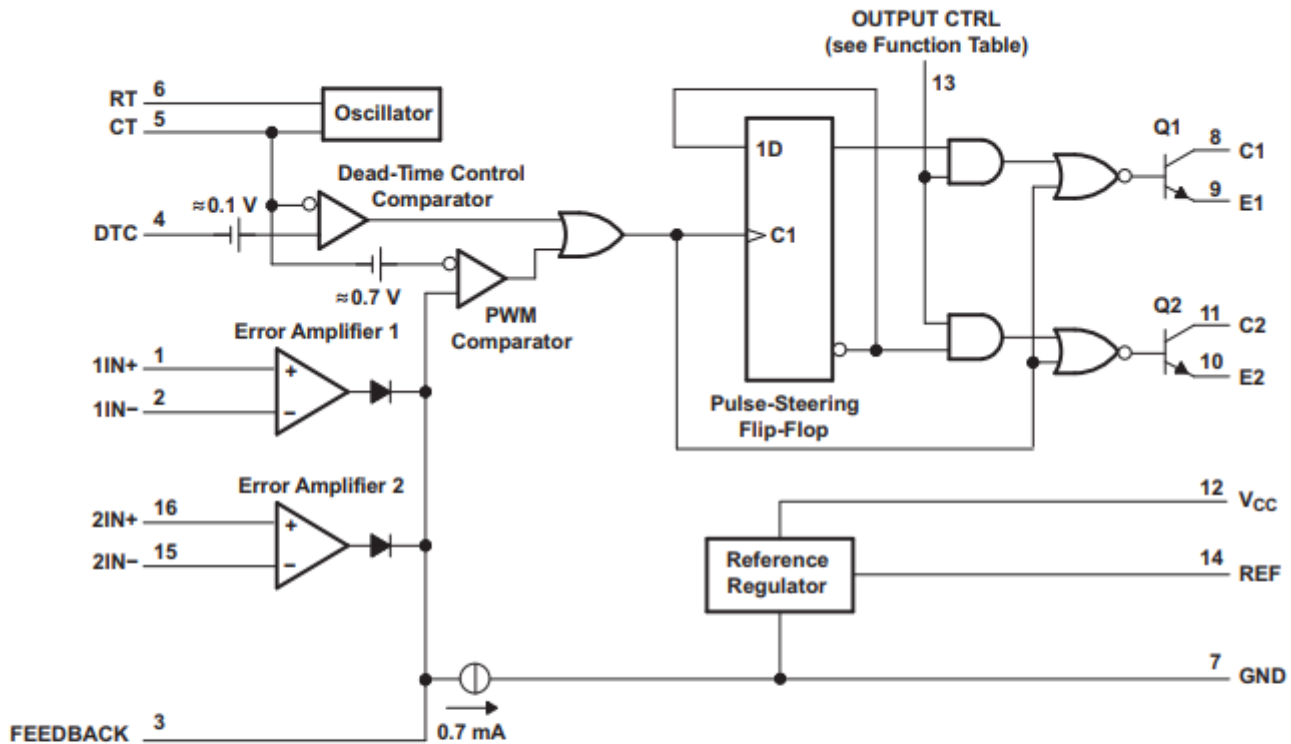 OUTPUT CTRL
(see Function Table)
13
RT 6
CT 5
Oscillator
Dead-Time Control
Comparator
≈0.1 V
DTC 4
≈0.7 V
PWM
Comparator
1D
C1
Pulse-Steering
Flip-Flop
Q1
8 C1
9 E1
Q2
11 C2
10 E2
Error Amplifier 1
1IN+ 1
+
1IN− 2
−
Error Amplifier 2
2IN+ 16
+
2IN− 15
−
12 VCC
Reference
Regulator
14 REF
7 GND
0.7 mA
FEEDBACK 3